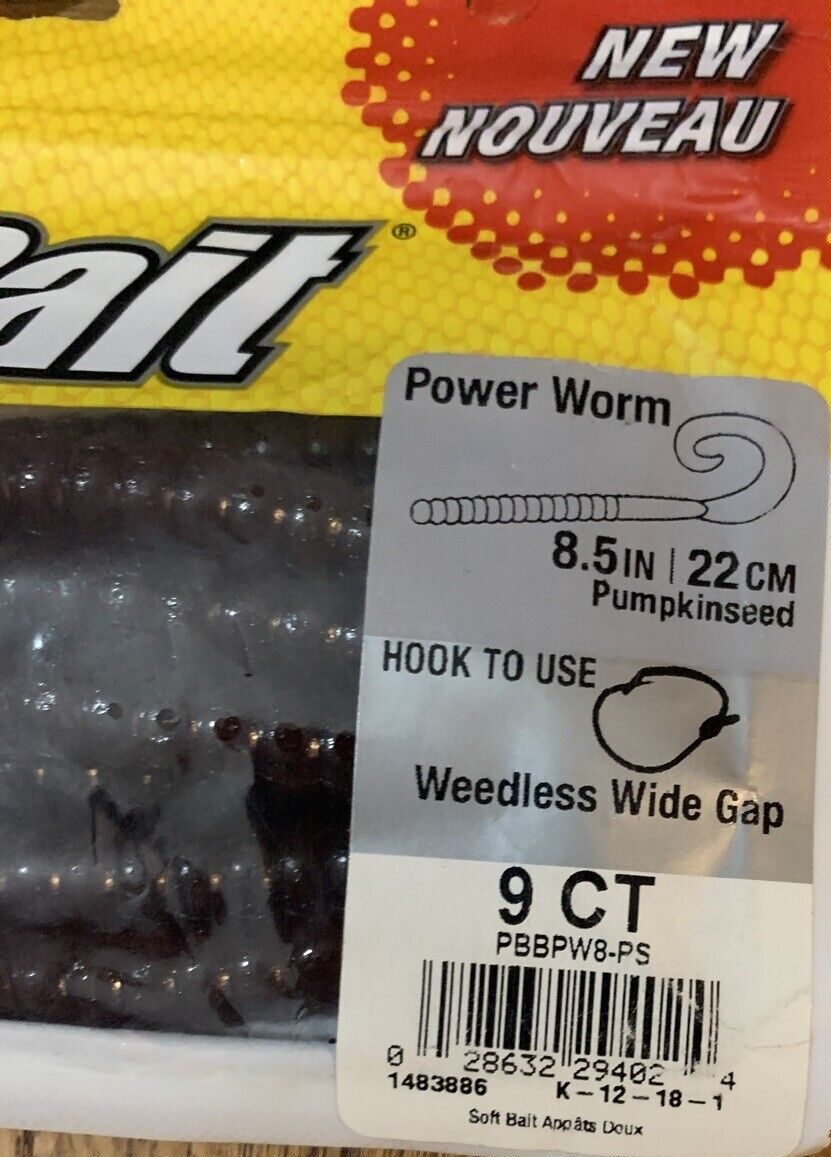 NEW
NOUVEAU
Bait®
Power Worm
8.5IN | 22CM
Pumpkinseed
HOOK TO USE
Weedless Wide Gap
9 CT
PBBPW8-PS
0 28632 29402 4
1483886 K-12-18-1
Soft Bait Appâts Doux